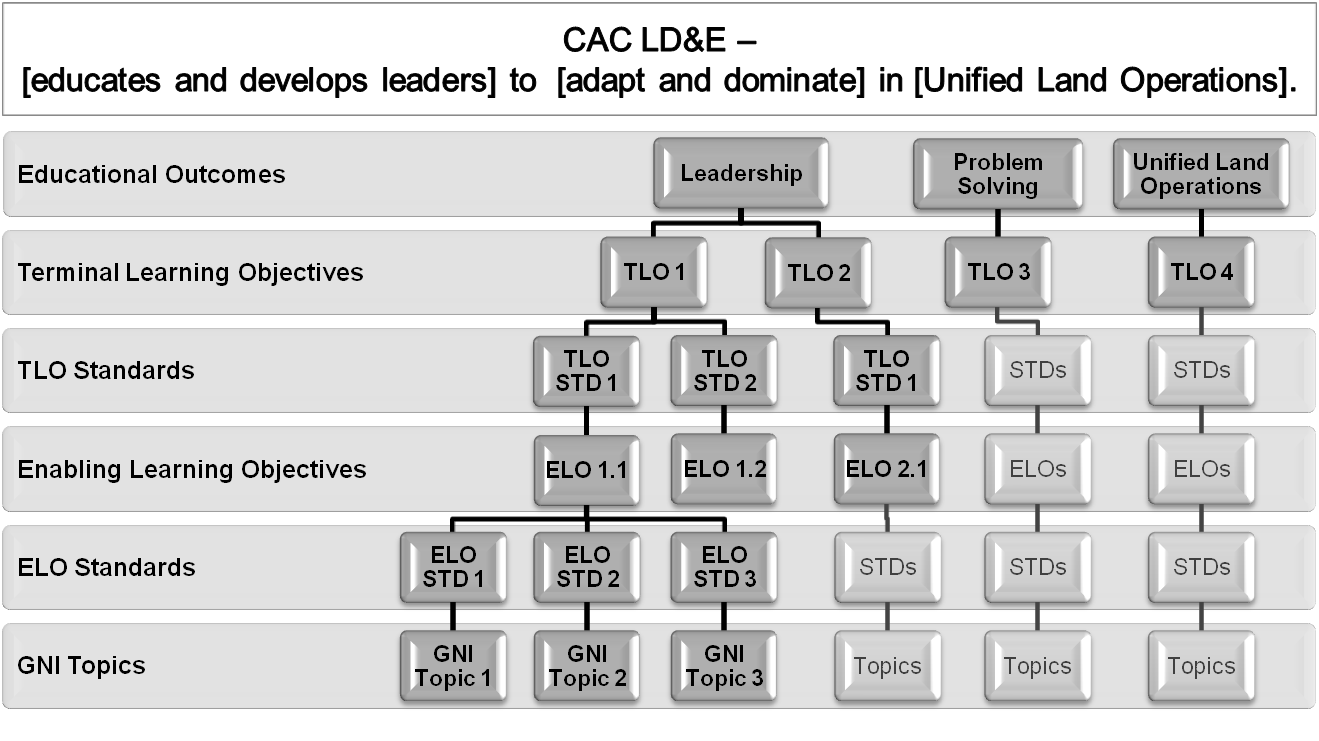 CAC LD&E –
[educates and develops leaders] to [adapt and dominate] in [Unified Land Operations].
Educational Outcomes
Leadership
Problem
Solving
Unified Land
Operations
Terminal Learning Objectives
TLO 1
TLO 2
TLO 3
TLO 4
TLO Standards
TLO
STD 1
TLO
STD 2
TLO
STD 1
STDs
STDs
Enabling Learning Objectives
ELO 1.1
ELO 1.2
ELO 2.1
ELOs
ELOs
ELO Standards
ELO
STD 1
ELO
STD 2
ELO
STD 3
STDs
STDs
STDs
GNI Topics
GNI
Topic 1
GNI
Topic 2
GNI
Topic 3
Topics
Topics
Topics